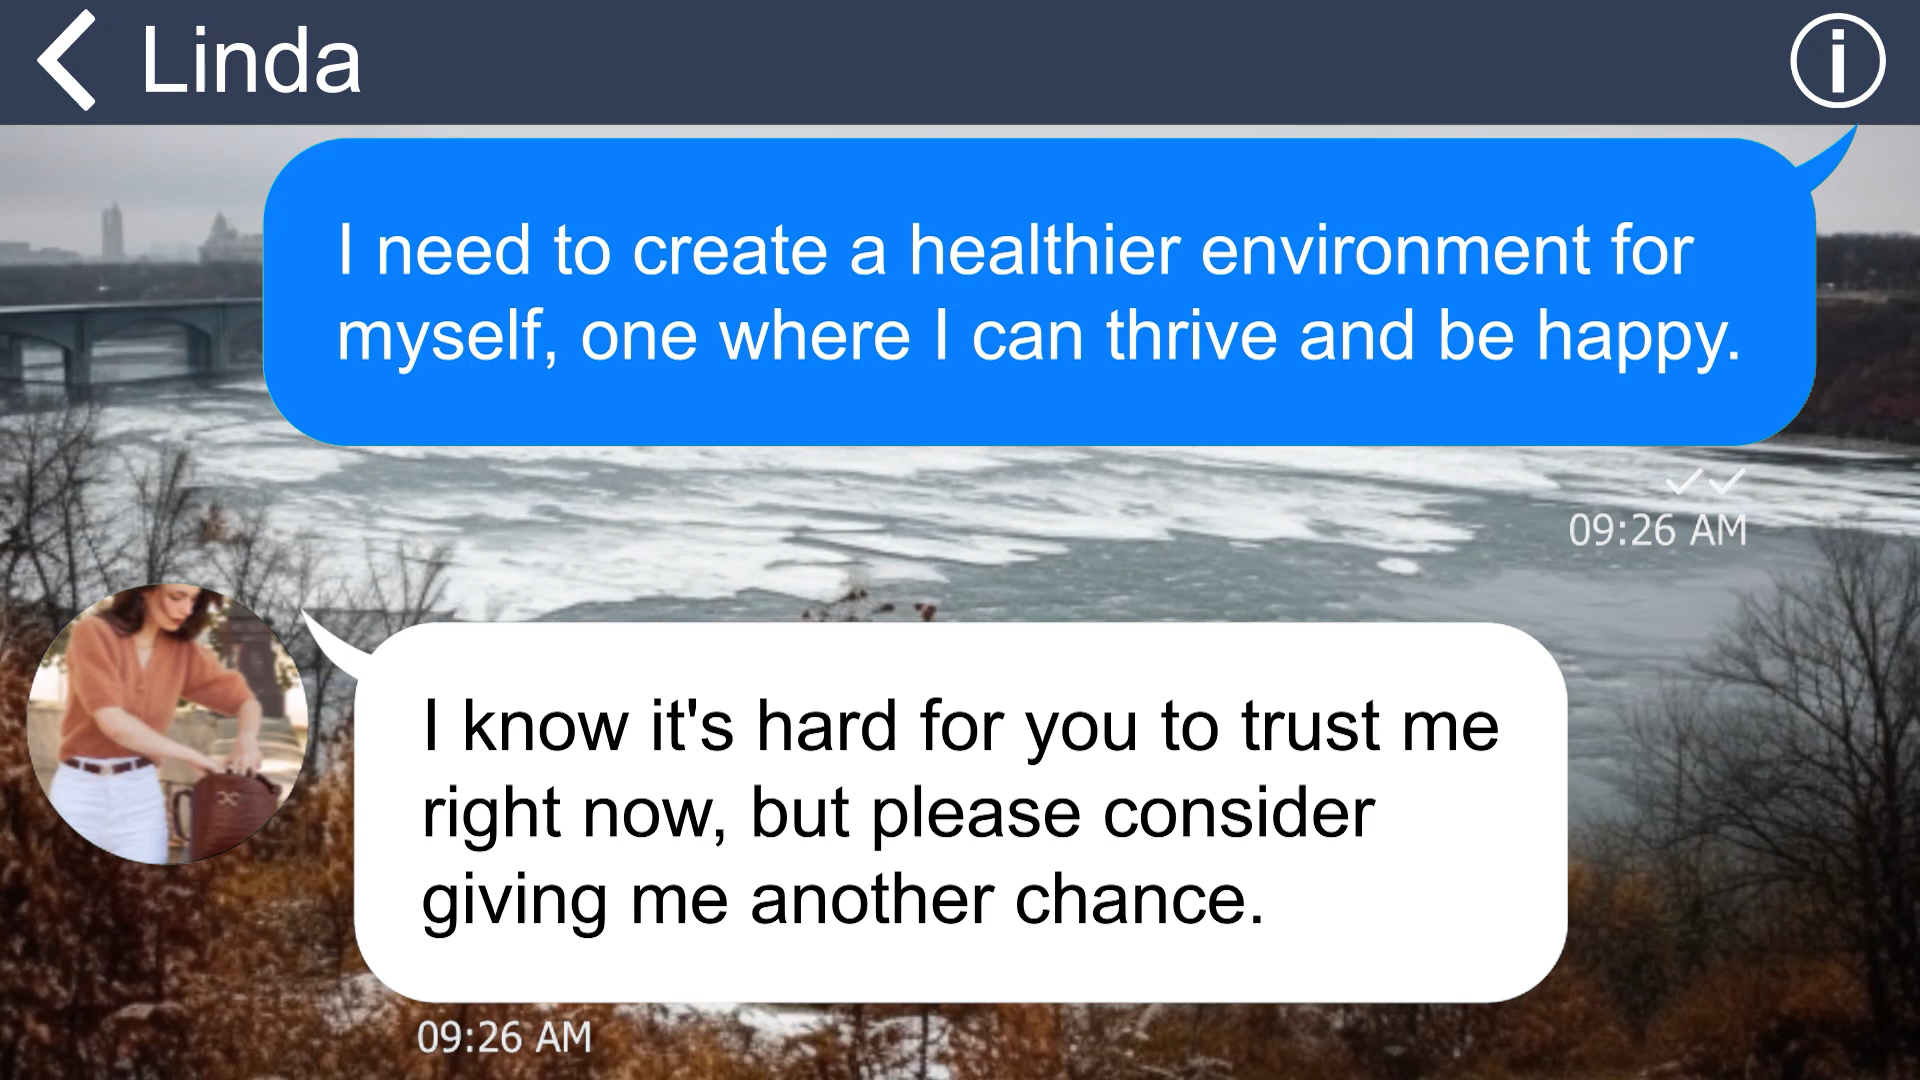 Linda
I need to create a healthier environment for
myself, one where I can thrive and be happy.
09:26 AM
I know it's hard for you to trust me
right now, but please consider
giving me another chance.
09:26 AM